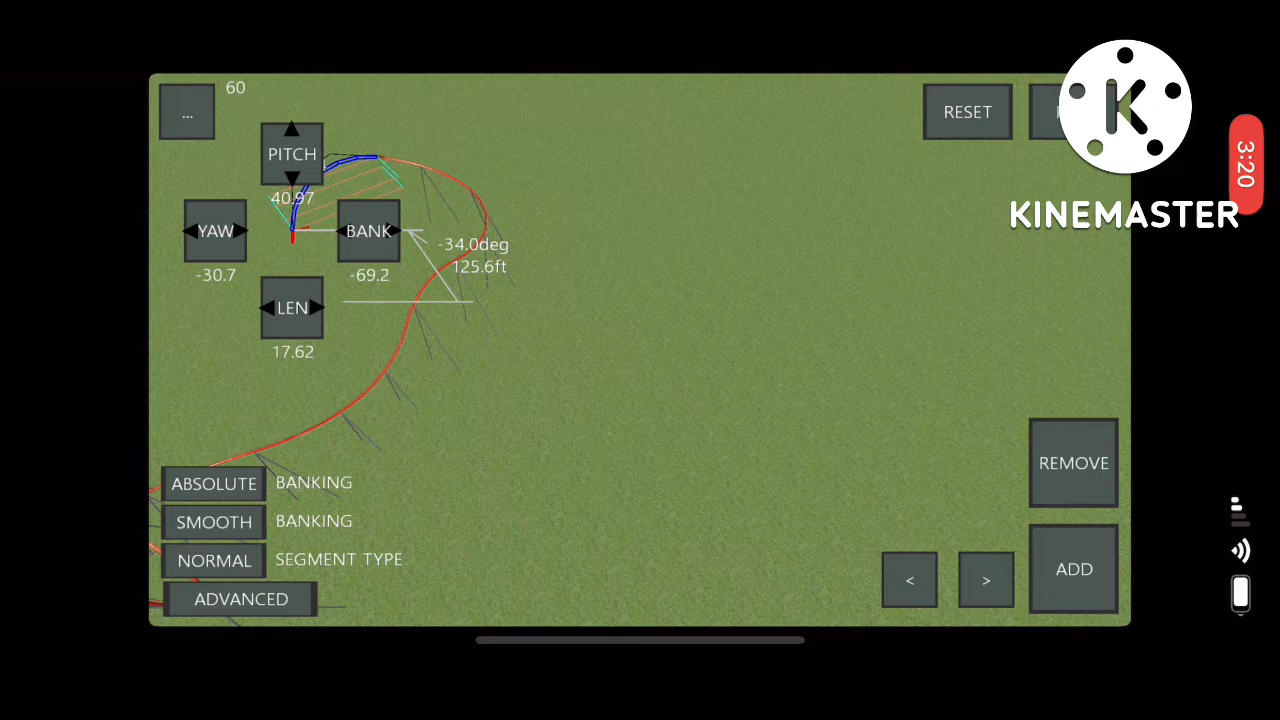 ...
60
RESET
KINEMASTER
3:20
PITCH
40.97
YAW
BANK
-34.0deg
125.6ft
-30.7
-69.2
LEN
17.62
ABSOLUTE BANKING
SMOOTH BANKING
NORMAL SEGMENT TYPE
ADVANCED
REMOVE
ADD
<
>